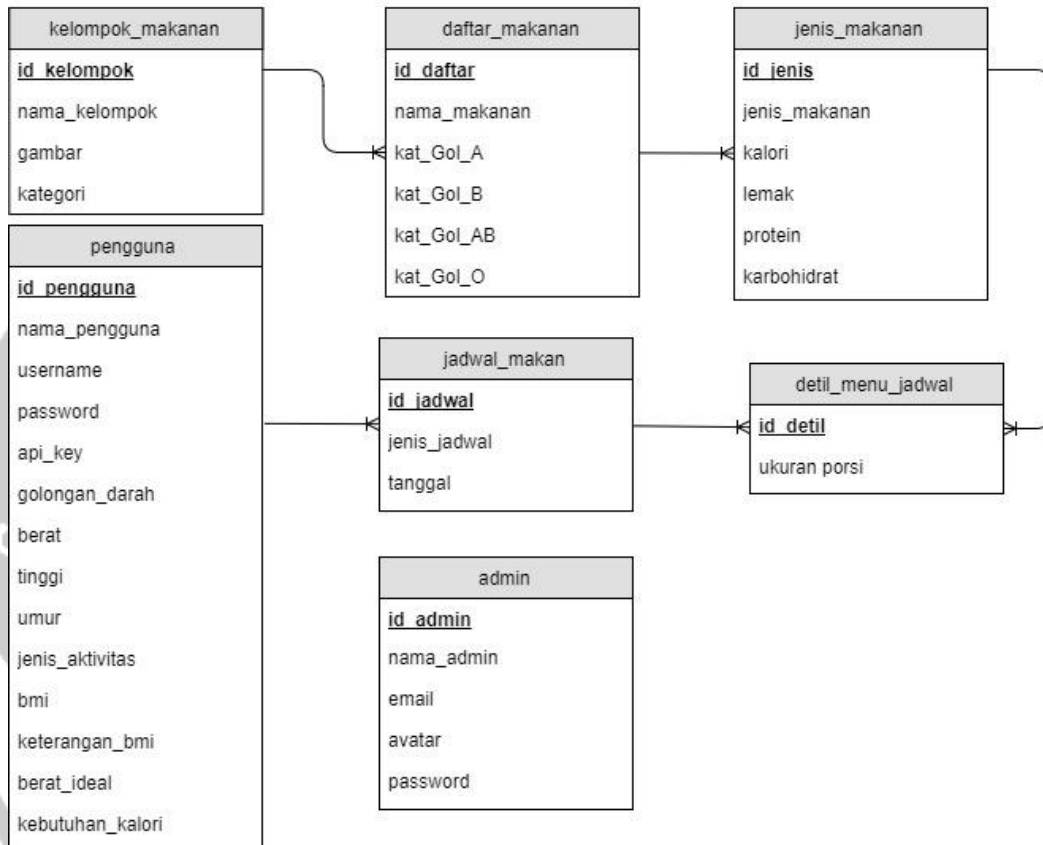 kelompok_makanan
id_kelompok
nama_kelompok
gambar
kategori
daftar_makanan
id_daftar
nama_makanan
kat_Gol_A
kat_Gol_B
kat_Gol_AB
kat_Gol_O
jenis_makanan
id_jenis
jenis_makanan
kalori
lemak
protein
karbohidrat
pengguna
id_pengguna
nama_pengguna
username
password
api_key
golongan_darah
berat
tinggi
umur
jenis_aktivitas
bmi
keterangan_bmi
berat_ideal
kebutuhan_kalori
jadwal_makan
id_jadwal
jenis_jadwal
tanggal
detil_menu_jadwal
id_detil
ukuran porsi
admin
id_admin
nama_admin
email
avatar
password